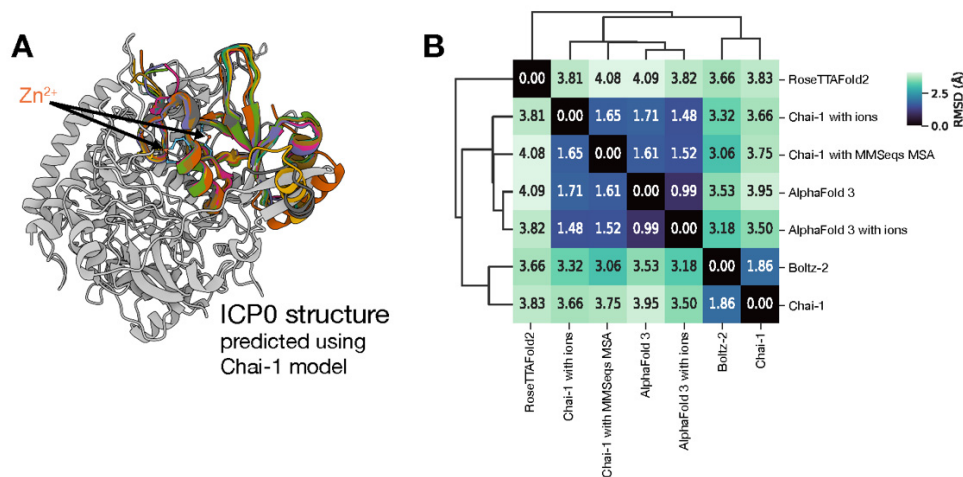 A
Zn2+
ICP0 structure
predicted using
Chai-1 model
B
0.00 3.81 4.08 4.09 3.82 3.66 3.83 RoseTTAFold2
3.81 0.00 1.65 1.71 1.48 3.32 3.66 Chai-1 with ions
4.08 1.65 0.00 1.61 1.52 3.06 3.75 Chai-1 with MMSeqs MSA
4.09 1.71 1.61 0.00 0.99 3.53 3.95 AlphaFold 3
3.82 1.48 1.52 0.99 0.00 3.18 3.50 AlphaFold 3 with ions
3.66 3.32 3.06 3.53 3.18 0.00 1.86 Boltz-2
3.83 3.66 3.75 3.95 3.50 1.86 0.00 Chai-1
RoseTTAFold2
Chai-1 with ions
Chai-1 with MMSeqs MSA
AlphaFold 3
AlphaFold 3 with ions
Boltz-2
Chai-1
2.5
0.0
RMSD (Å)